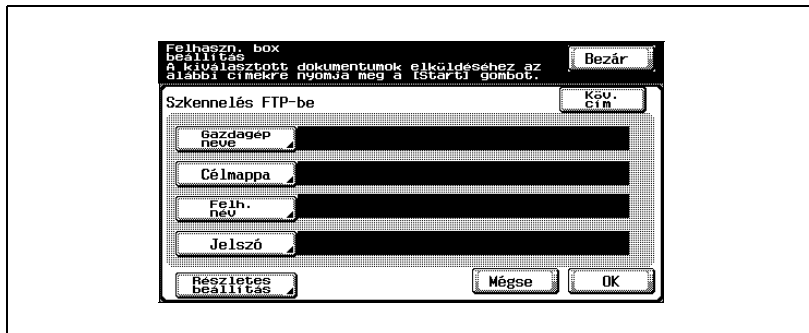 Felhaszn. box
beállítás
A kiválasztott dokumentumok elküldéséhez az
alábbi címekre nyomja meg a [Start] gombot.
Bezár
Szkennelés FTP-be
Köv.
cím
Gazdagép
neve
Célmappa
Felh.
név
Jelszó
Részletes
beállítás
Mégse
OK